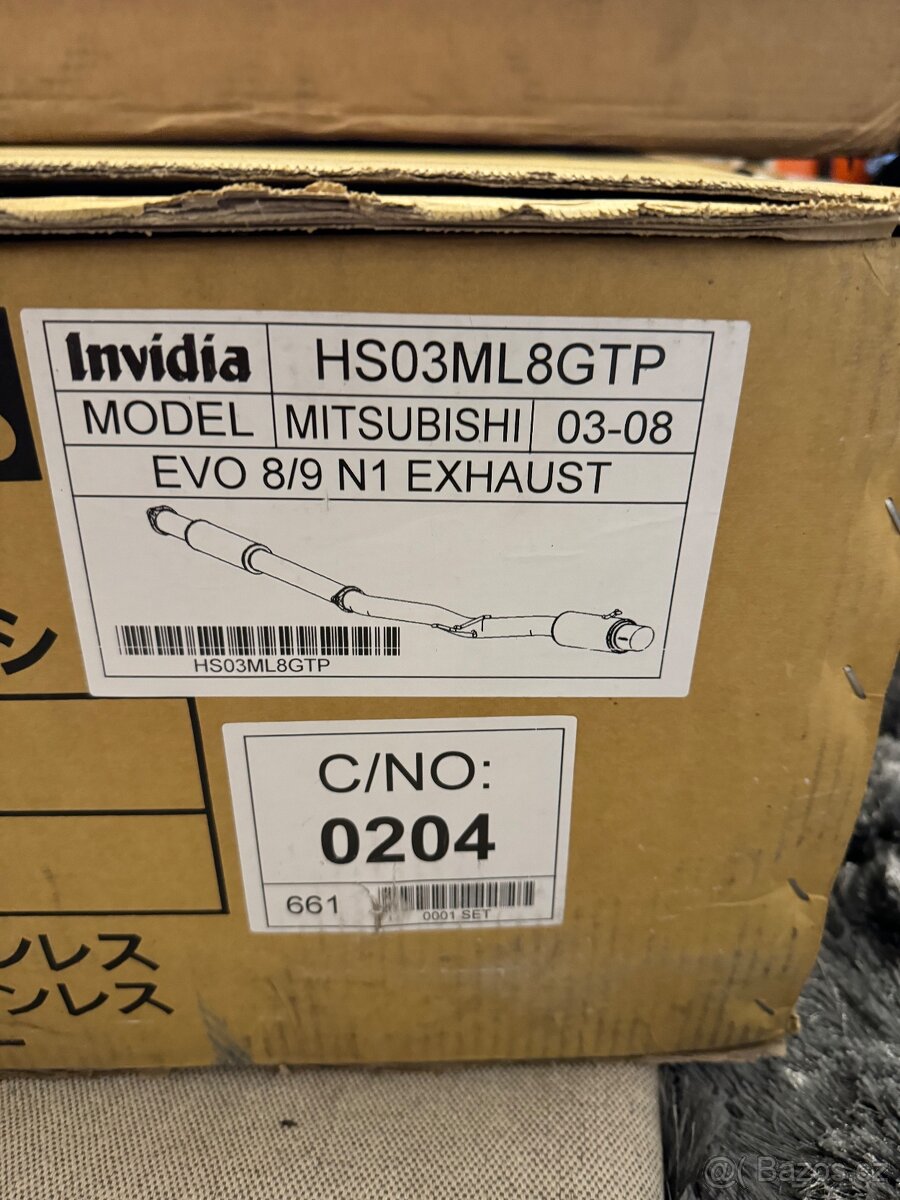 Invidia HS03ML8GTP
MODEL MITSUBISHI 03-08
EVO 8/9 N1 EXHAUST
HS03ML8GTP
シ
C/NO:
0204
661
0001 SET
ンレス
ンレス
Bazos.cz